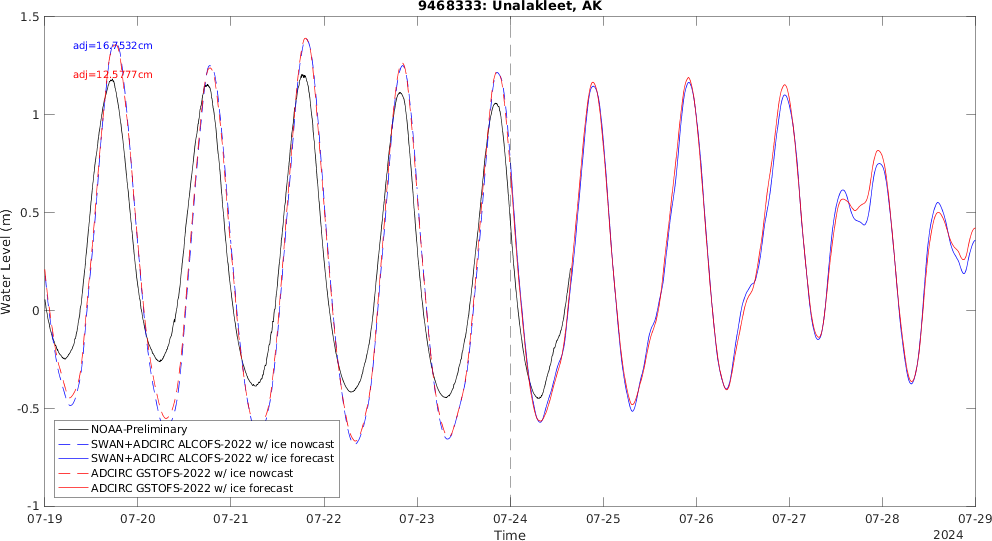 9468333: Unalakleet, AK
1.5
adj=16.7532cm
adj=12.5777cm
1
0.5
0
-0.5
-1
Water Level (m)
NOAA-Preliminary
SWAN+ADCIRC ALCOFS-2022 w/ ice nowcast
SWAN+ADCIRC ALCOFS-2022 w/ ice forecast
ADCIRC GSTOFS-2022 w/ ice nowcast
ADCIRC GSTOFS-2022 w/ ice forecast
07-19 07-20 07-21 07-22 07-23 07-24 07-25 07-26 07-27 07-28 07-29
Time
2024